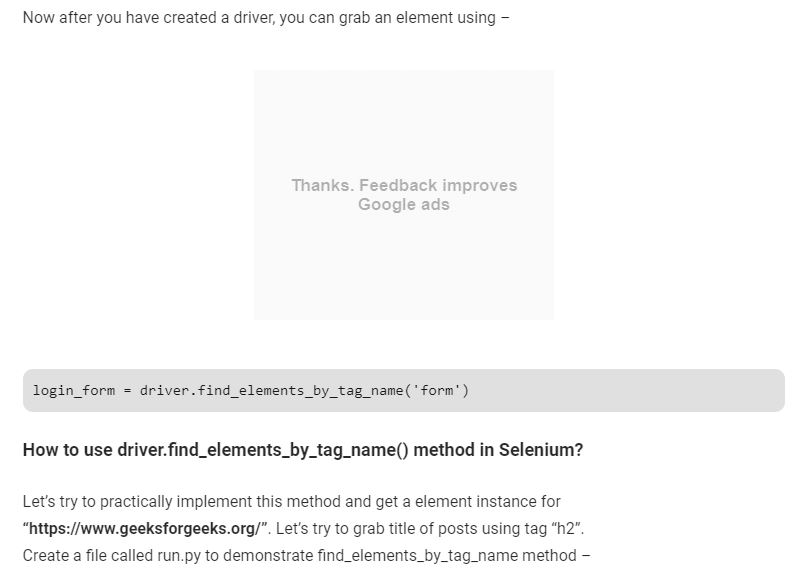 Now after you have created a driver, you can grab an element using –
Thanks. Feedback improves
Google ads
login_form = driver.find_elements_by_tag_name('form')
How to use driver.find_elements_by_tag_name() method in Selenium?
Let’s try to practically implement this method and get a element instance for
“https://www.geeksforgeeks.org/”. Let’s try to grab title of posts using tag “h2”.
Create a file called run.py to demonstrate find_elements_by_tag_name method –